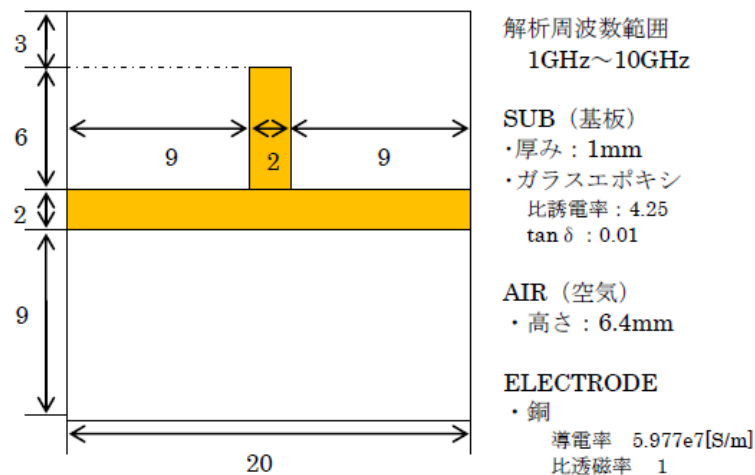 3
6
2
9
9
2
9
20
解析周波数範囲
1GHz～10GHz
SUB（基板）
・厚み：1mm
・ガラスエポキシ
比誘電率：4.25
tan δ：0.01
AIR（空気）
・高さ：6.4mm
ELECTRODE
・銅
導電率 5.977e7[S/m]
比透磁率 1